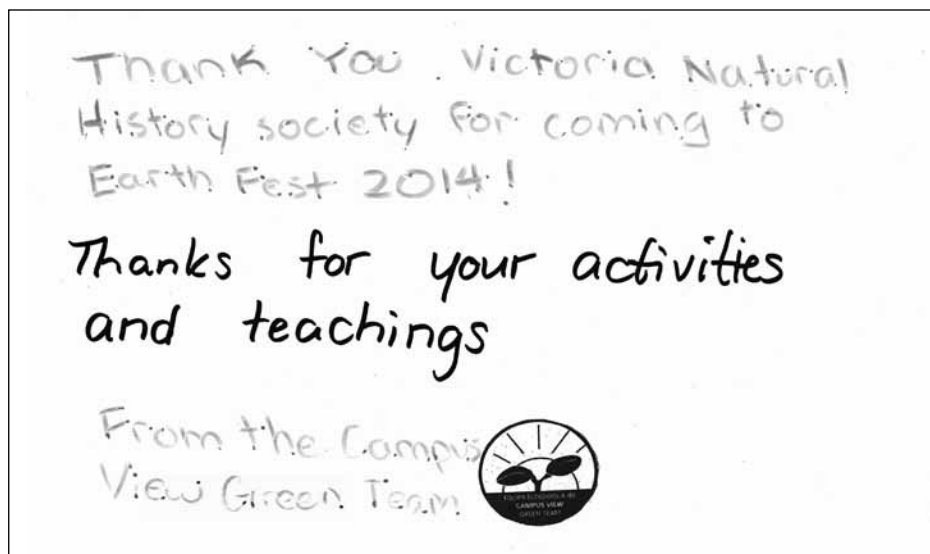 Thank You Victoria Natural
History society for coming to
Earth Fest 2014!
Thanks for your activities
and teachings
From the Campus
View Green Team
CAMPUS VIEW
GREEN TEAM